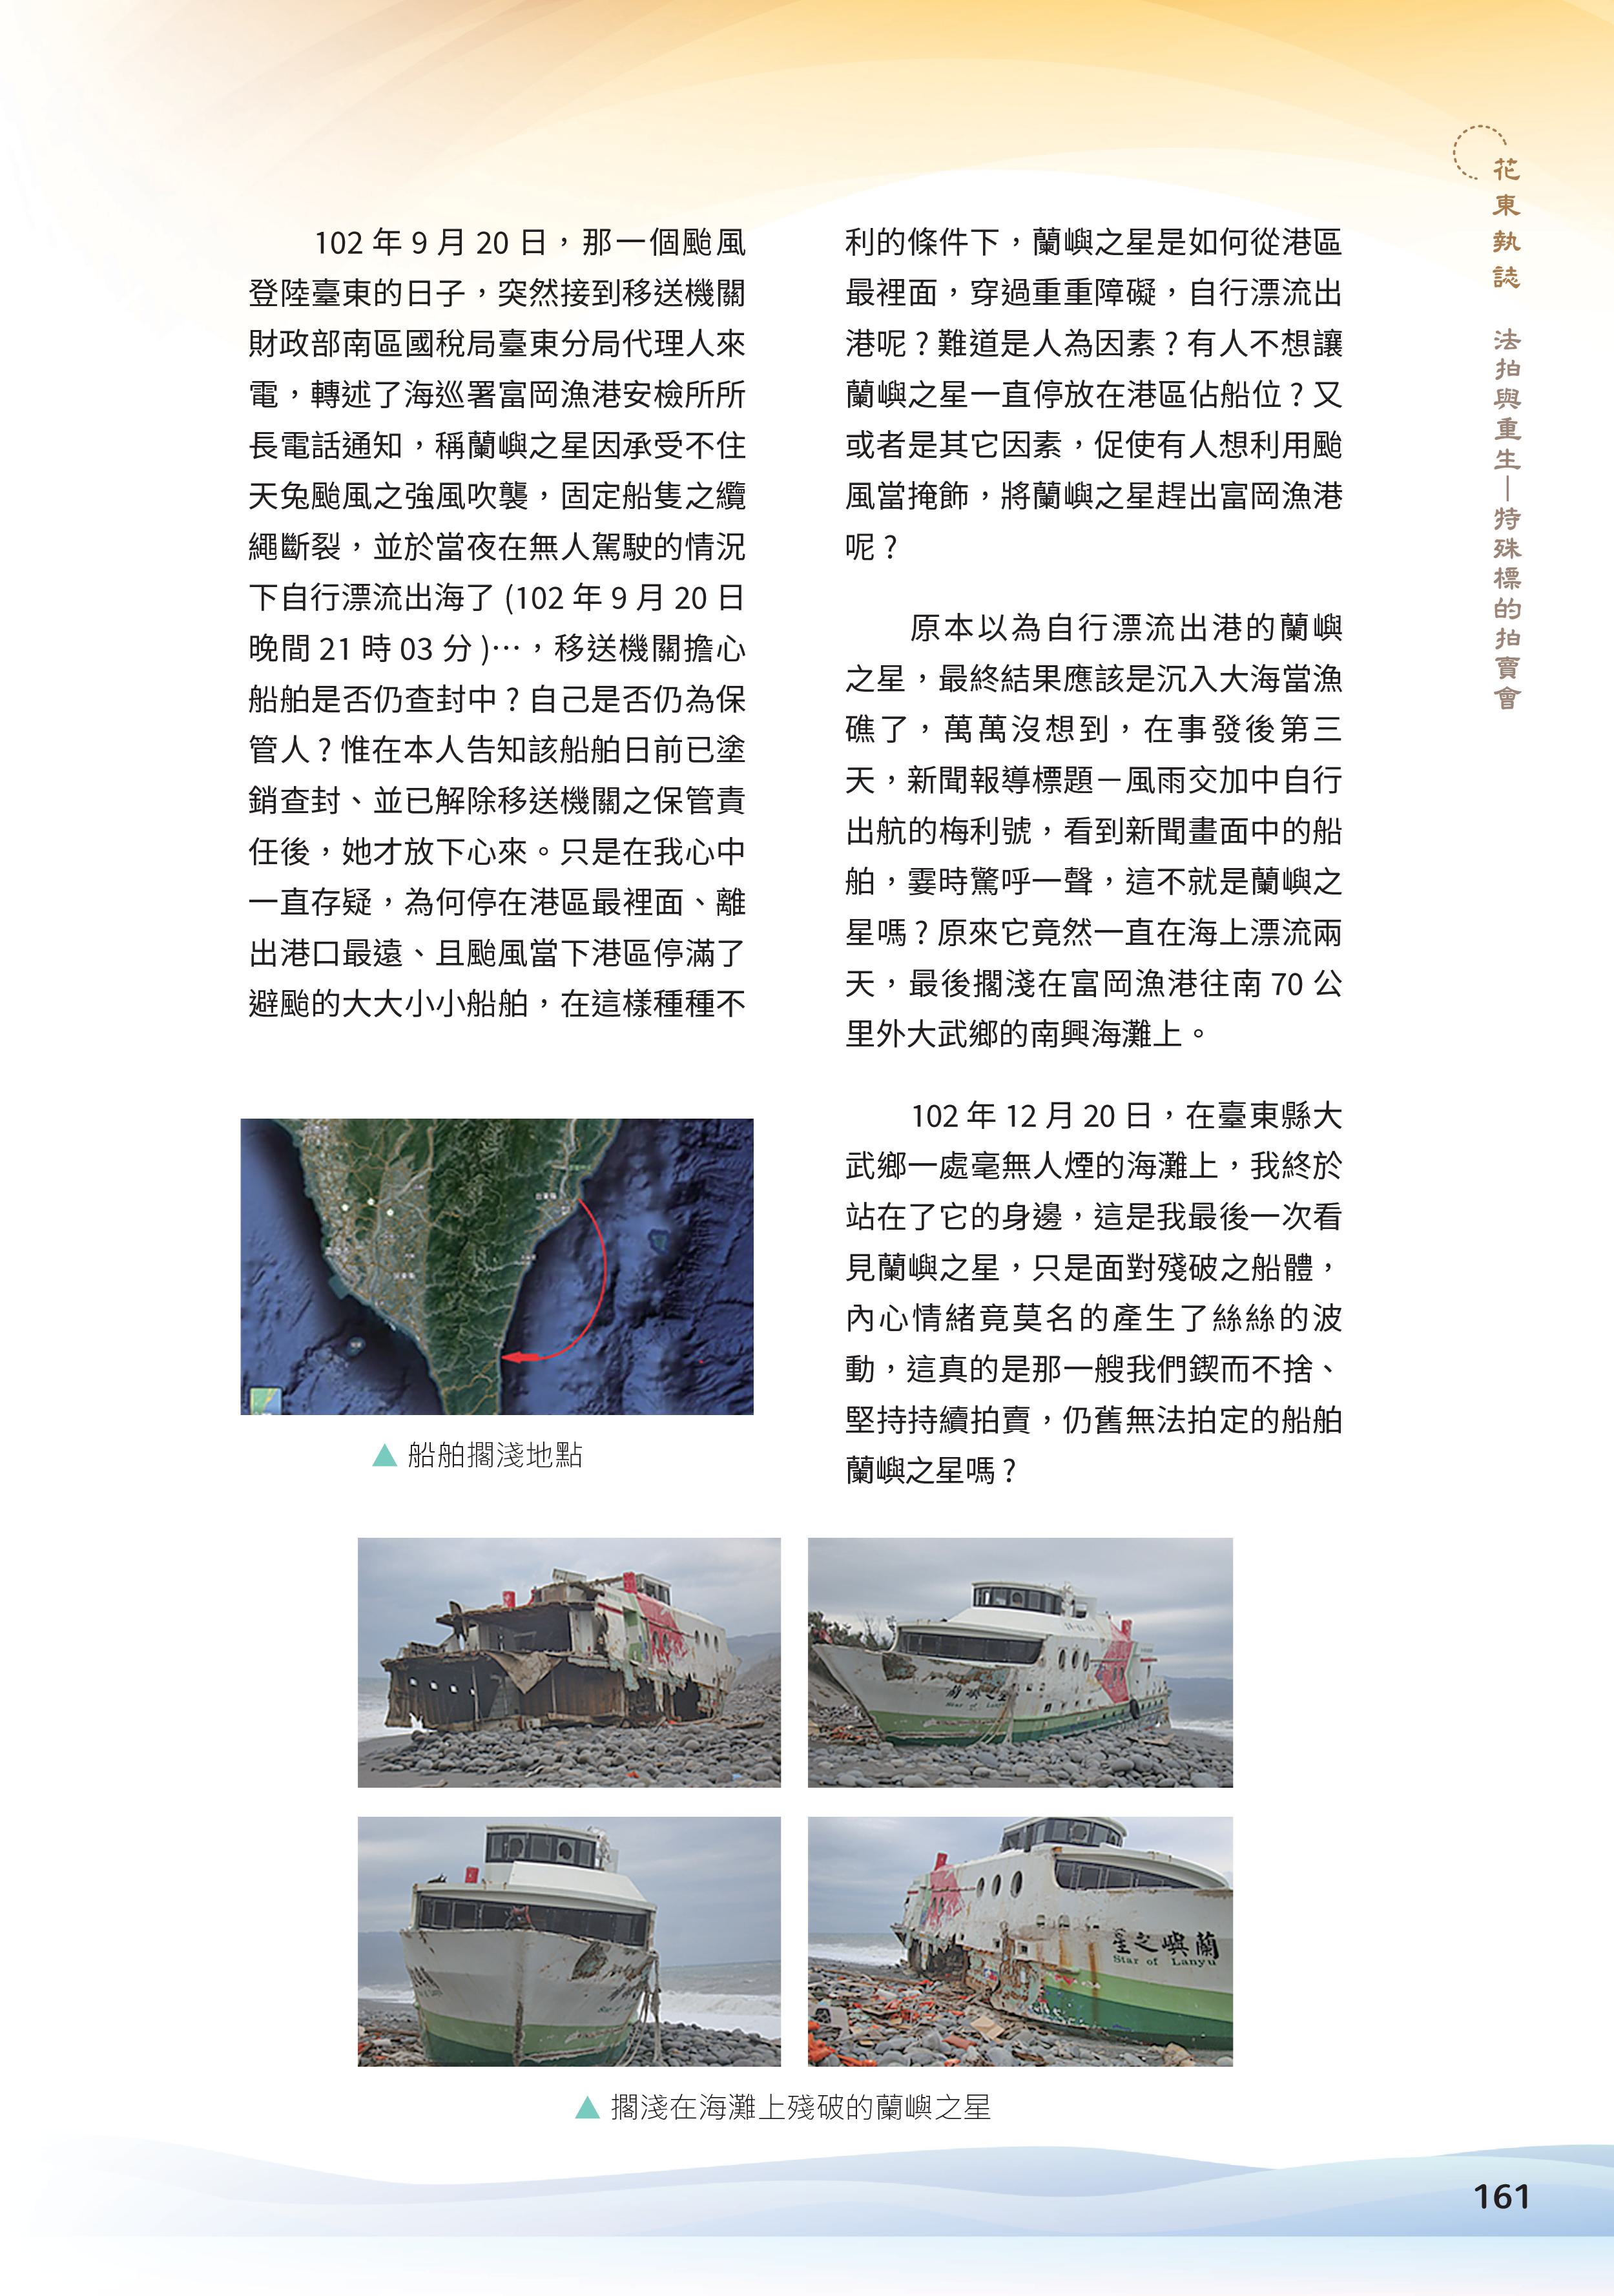 花東執誌　法拍與重生—特殊標的拍賣會
102 年 9 月 20 日，那一個颱風
登陸臺東的日子，突然接到移送機關
財政部南區國稅局臺東分局代理人來
電，轉述了海巡署富岡漁港安檢所所
長電話通知，稱蘭嶼之星因承受不住
天兔颱風之強風吹襲，固定船隻之纜
繩斷裂，並於當夜在無人駕駛的情況
下自行漂流出海了 (102 年 9 月 20 日
晚間 21 時 03 分 )…，移送機關擔心
船舶是否仍查封中？自己是否仍為保
管人？惟在本人告知該船舶日前已塗
銷查封、並已解除移送機關之保管責
任後，她才放下心來。只是在我心中
一直存疑，為何停在港區最裡面、離
出港口最遠、且颱風當下港區停滿了
避颱的大大小小船舶，在這樣種種不
利的條件下，蘭嶼之星是如何從港區
最裡面，穿過重重障礙，自行漂流出
港呢？難道是人為因素？有人不想讓
蘭嶼之星一直停放在港區佔船位？又
或者是其它因素，促使有人想利用颱
風當掩飾，將蘭嶼之星趕出富岡漁港
呢？
原本以為自行漂流出港的蘭嶼
之星，最終結果應該是沉入大海當漁
礁了，萬萬沒想到，在事發後第三
天，新聞報導標題－風雨交加中自行
出航的梅利號，看到新聞畫面中的船
舶，霎時驚呼一聲，這不就是蘭嶼之
星嗎？原來它竟然一直在海上漂流兩
天，最後擱淺在富岡漁港往南 70 公
里外大武鄉的南興海灘上。
102 年 12 月 20 日，在臺東縣大
武鄉一處毫無人煙的海灘上，我終於
站在了它的身邊，這是我最後一次看
見蘭嶼之星，只是面對殘破之船體，
內心情緒竟莫名的產生了絲絲的波
動，這真的是那一艘我們鍥而不捨、
堅持持續拍賣，仍舊無法拍定的船舶
蘭嶼之星嗎？
▲ 船舶擱淺地點
蘭嶼之星
Star of Lanyu
星之嶼蘭
Star of Lanyu
▲ 擱淺在海灘上殘破的蘭嶼之星
161